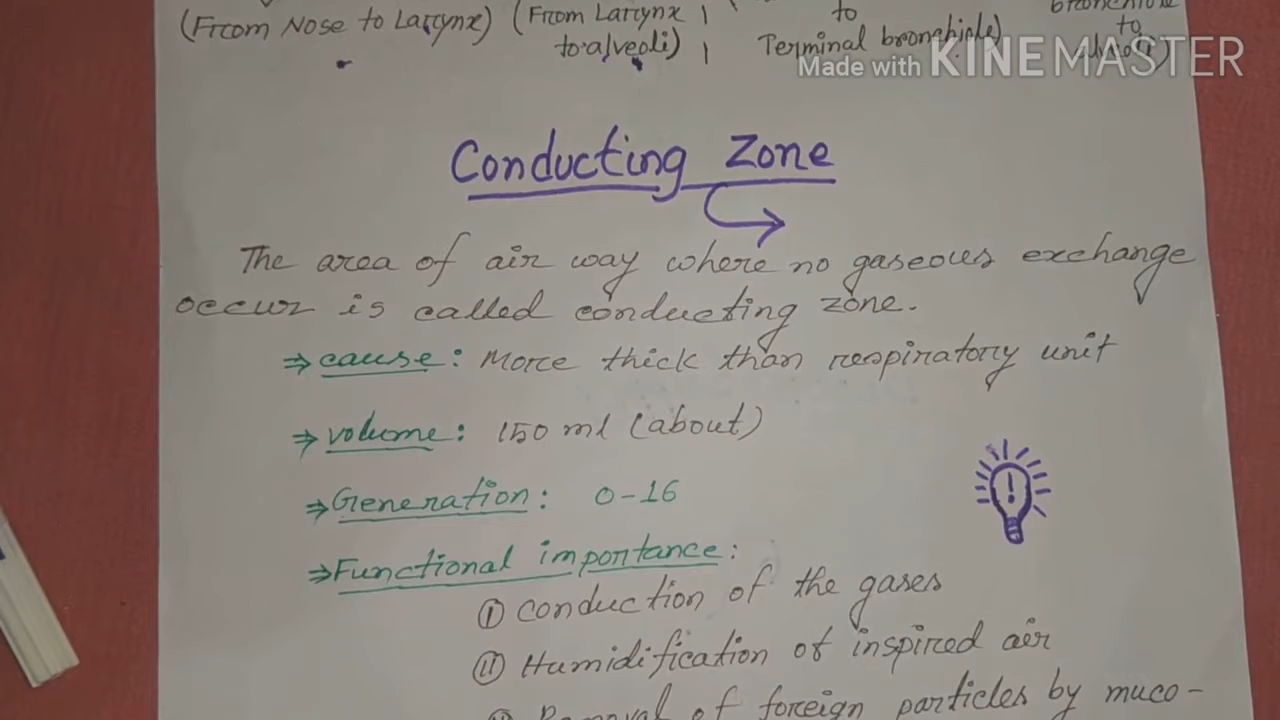 (From Nose to Larynx) (From Larynx to
to alveoli) Terminal bronchiole) to
Made with KINEMASTER
Conducting Zone
The area of air way where no gaseous exchange
occur is called conducting zone.
⇒ cause: More thick than respiratory unit
⇒ volume: 150 ml (about)
⇒ Generation: 0-16
⇒ Functional importance:
(i) Conduction of the gases
(ii) Humidification of inspired air
Removal of foreign particles by muco-